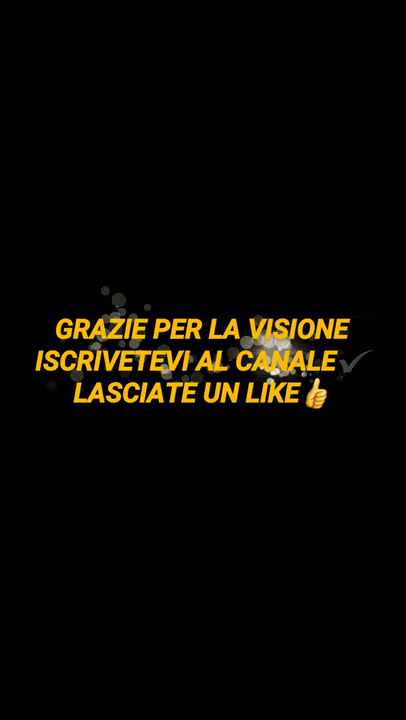 GRAZIE PER LA VISIONE
ISCRIVETEVI AL CANALE ✔
LASCIATE UN LIKE 👍